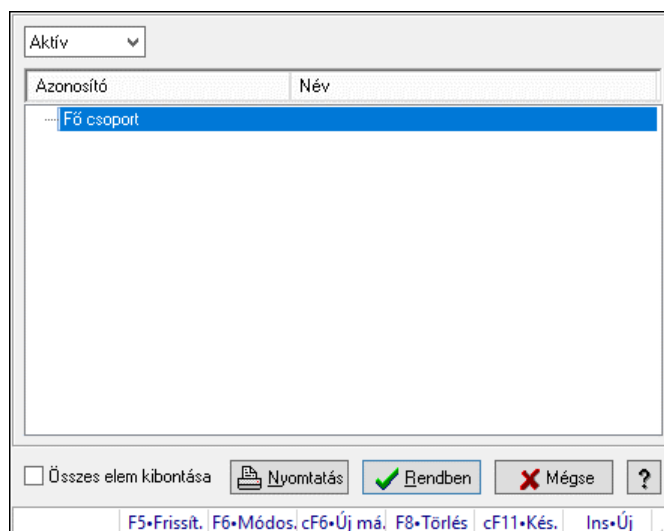 Aktív
Azonosító Név
Fő csoport
Összes elem kibontása Nyomtatás Rendben Mégse ?
F5•Frissít. F6•Módos. cF6•Új má. F8•Törlés cF11•Kés. Ins•Új